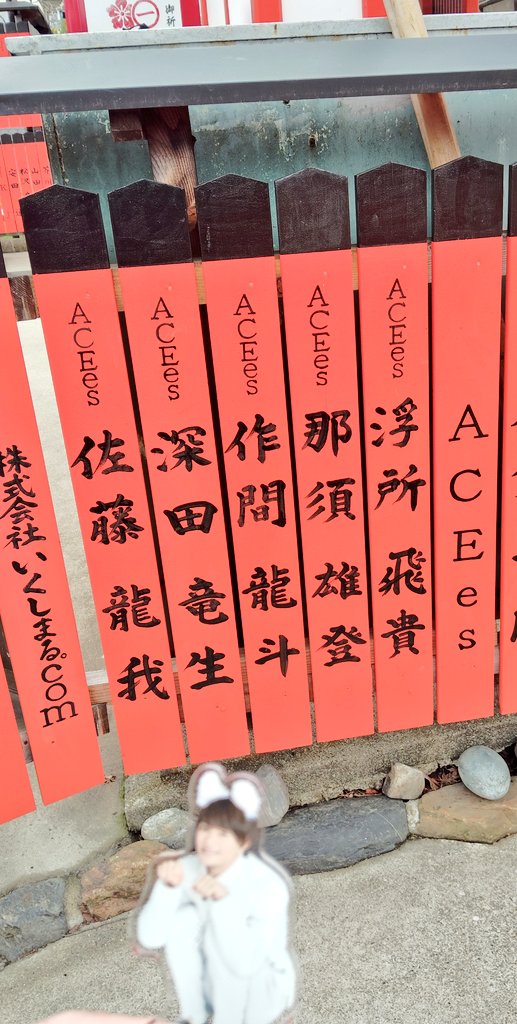 ACEes
ACEes 浮所 飛貴
ACEes 那須 雄登
ACEes 作間 龍斗
ACEes 深田 竜生
ACEes 佐藤 龍我
株式会社いくしまる。com